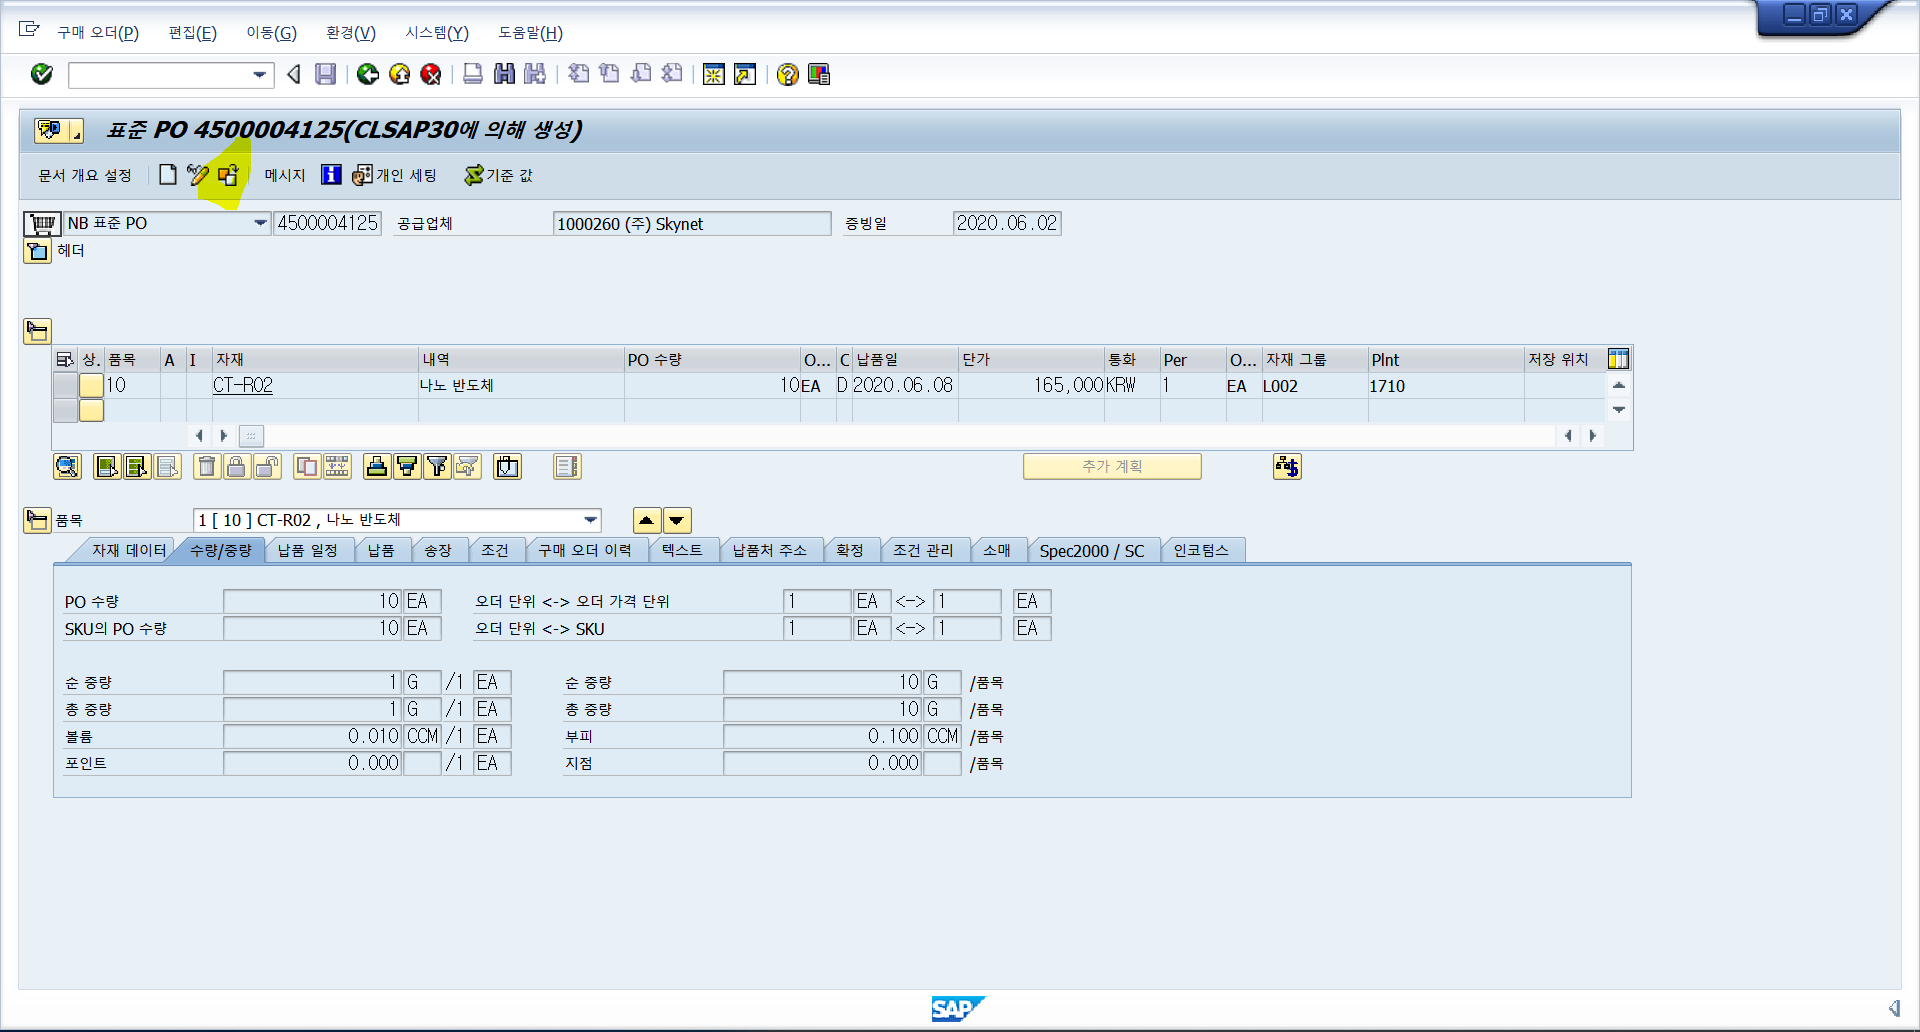 구매 오더(P) 편집(E) 이동(G) 환경(V) 시스템(Y) 도움말(H)
표준 PO 4500004125(CLSAP30에 의해 생성)
문서 개요 설정 메시지 개인 세팅 기준 값
NB 표준 PO 4500004125 공급업체 1000260 (주) Skynet 증빙일 2020.06.02
헤더
상. 품목 A I 자재 내역 PO 수량 O... C 납품일 단가 통화 Per O... 자재 그룹 Plnt 저장 위치
10 CT-R02 나노 반도체 10 EA D 2020.06.08 165,000 KRW 1 EA L002 1710
추가 계획
품목 1 [ 10 ] CT-R02 , 나노 반도체
자재 데이터 수량/중량 납품 일정 납품 송장 조건 구매 오더 이력 텍스트 납품처 주소 확정 조건 관리 소매 Spec2000 / SC 인코텀스
PO 수량 10 EA 오더 단위 <-> 오더 가격 단위 1 EA <-> 1 EA
SKU의 PO 수량 10 EA 오더 단위 <-> SKU 1 EA <-> 1 EA
순 중량 1 G /1 EA 순 중량 10 G /품목
총 중량 1 G /1 EA 총 중량 10 G /품목
볼륨 0.010 CCM /1 EA 부피 0.100 CCM /품목
포인트 0.000 /1 EA 지점 0.000 /품목
SAP